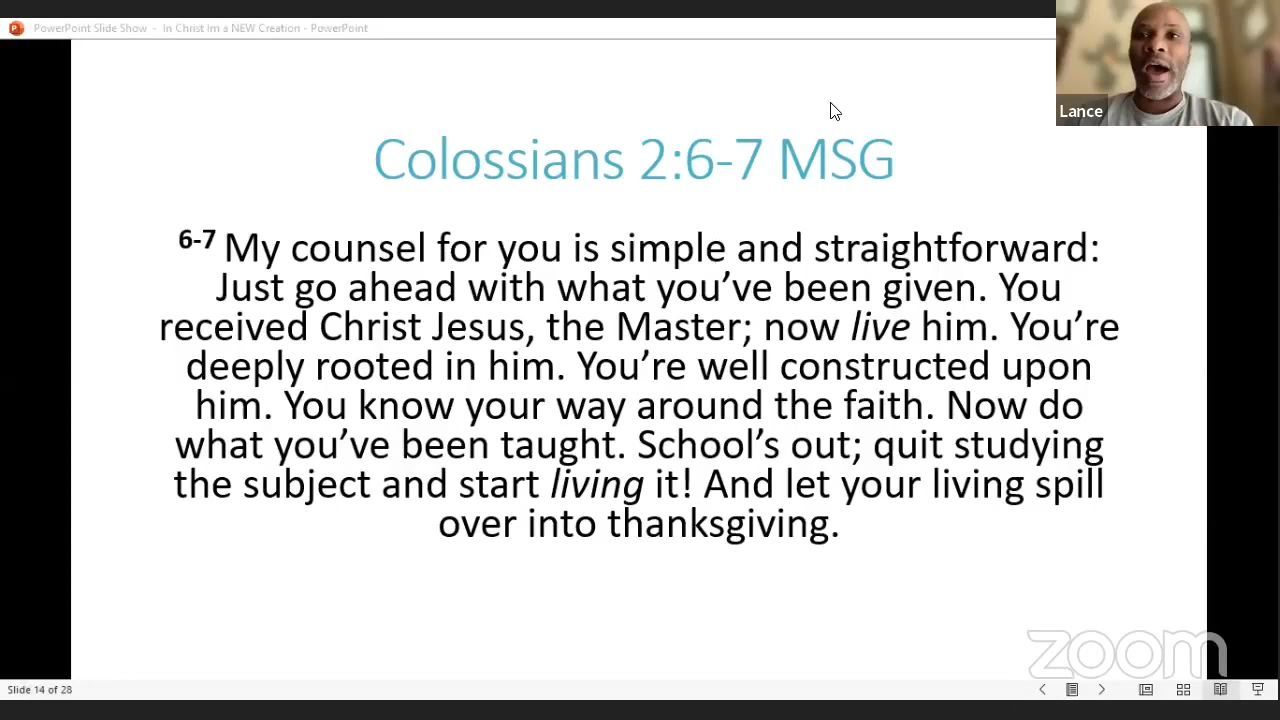 PowerPoint Slide Show - In Christ Im a NEW Creation - PowerPoint
Lance
Colossians 2:6-7 MSG
6-7 My counsel for you is simple and straightforward:
Just go ahead with what you’ve been given. You
received Christ Jesus, the Master; now live him. You’re
deeply rooted in him. You’re well constructed upon
him. You know your way around the faith. Now do
what you’ve been taught. School’s out; quit studying
the subject and start living it! And let your living spill
over into thanksgiving.
zoom
Slide 14 of 28